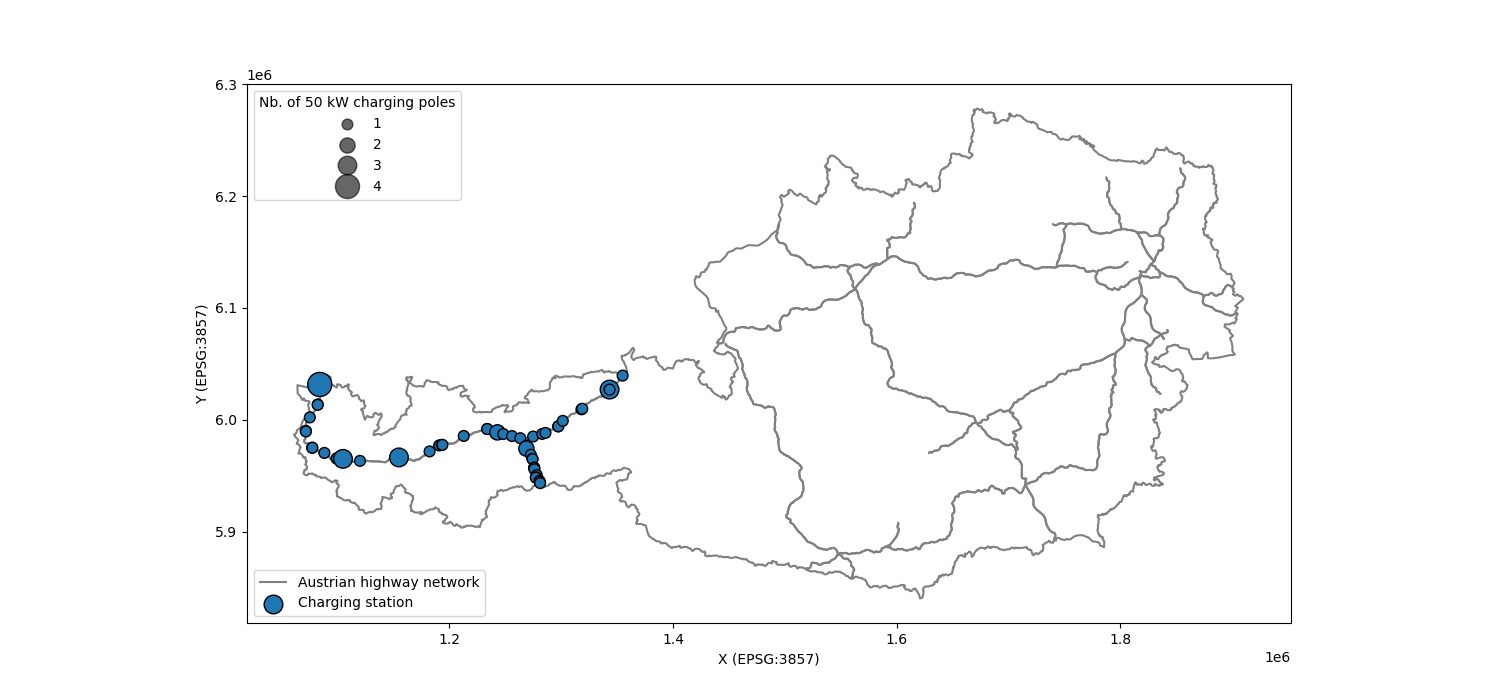 1e6
6.3
6.2
6.1
6.0
5.9
Y (EPSG:3857)
Nb. of 50 kW charging poles
1
2
3
4
Austrian highway network
Charging station
1.2 1.4 1.6 1.8
X (EPSG:3857)
1e6